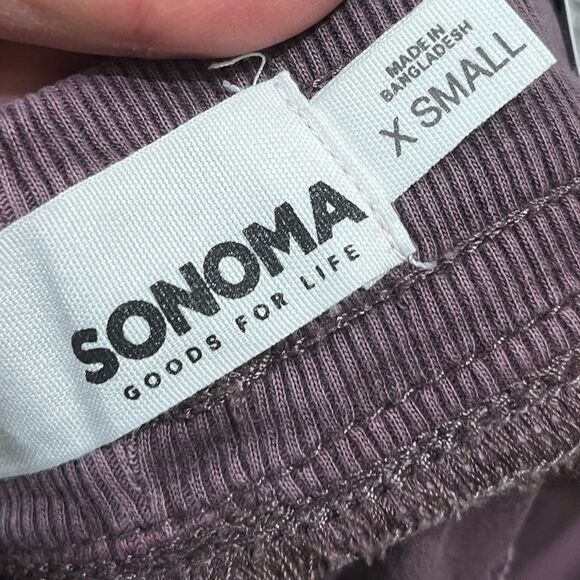 SONOMA
GOODS FOR LIFE
MADE IN
BANGLADESH
X SMALL